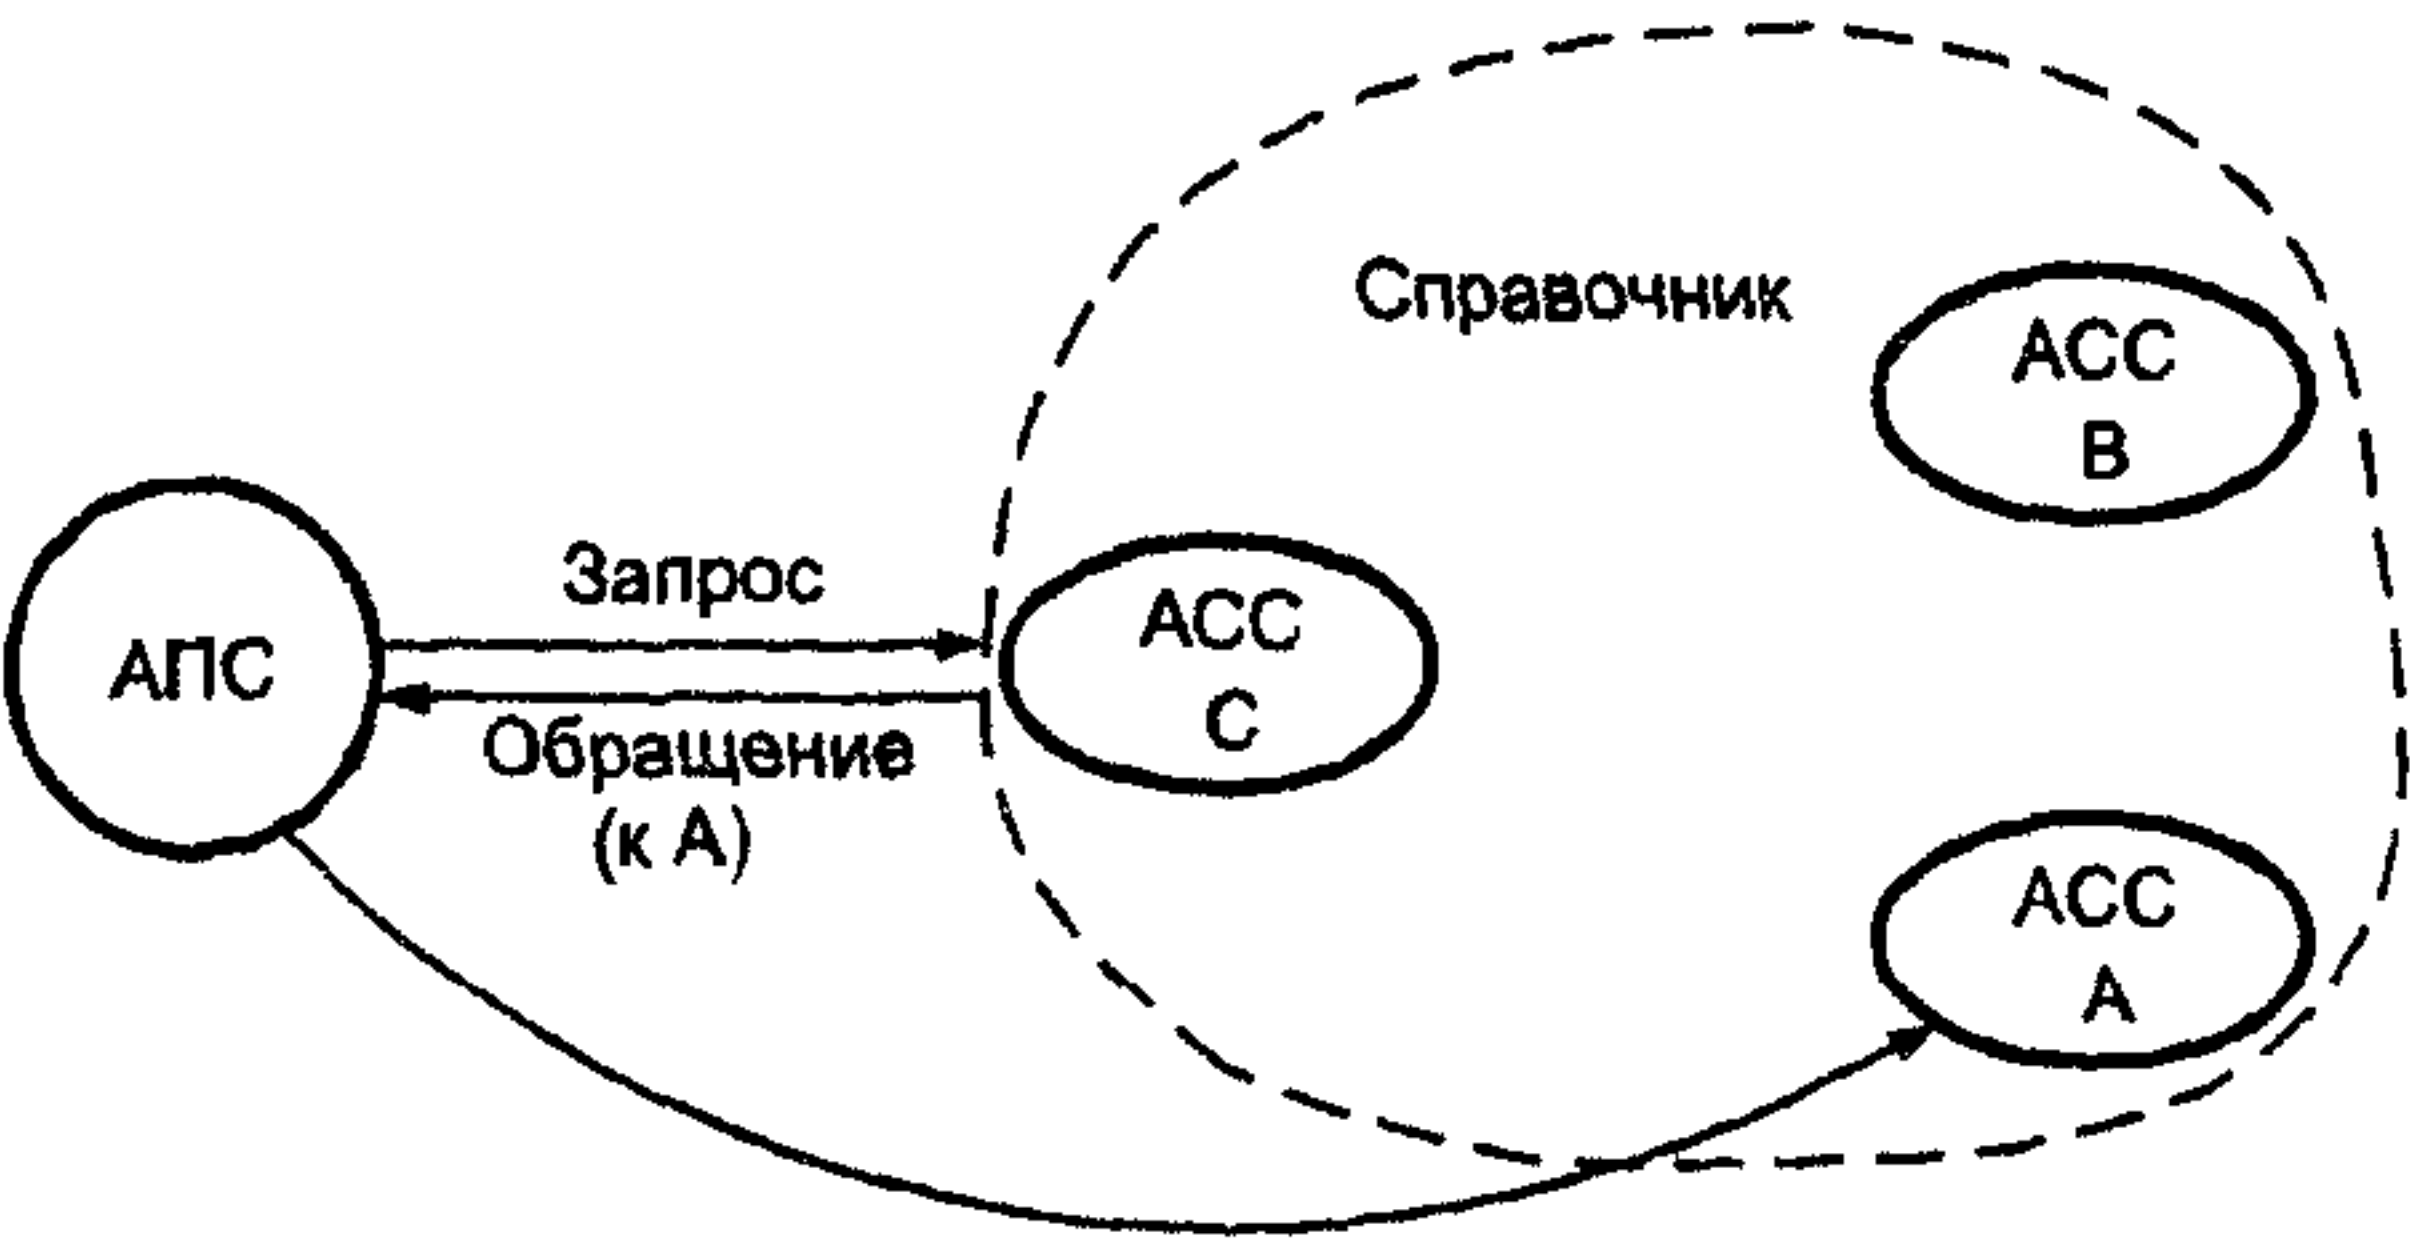 Справочник
АСС
В
Запрос
АСС
С
АПС
Обращение
(к А)
АСС
А